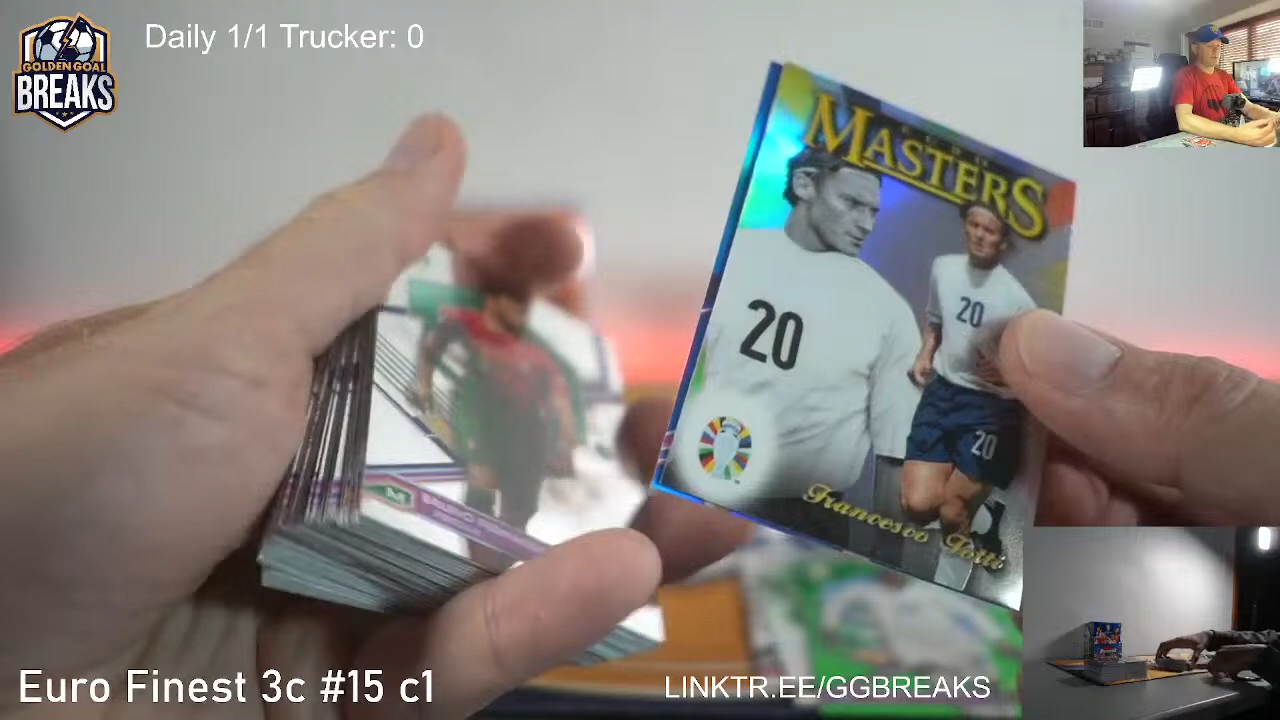 GOLDEN GOAL
BREAKS
Daily 1/1 Trucker: 0
EURO
MASTERS
20
20
20
Francesco Totti
Euro Finest 3c #15 c1
LINKTR.EE/GGBREAKS